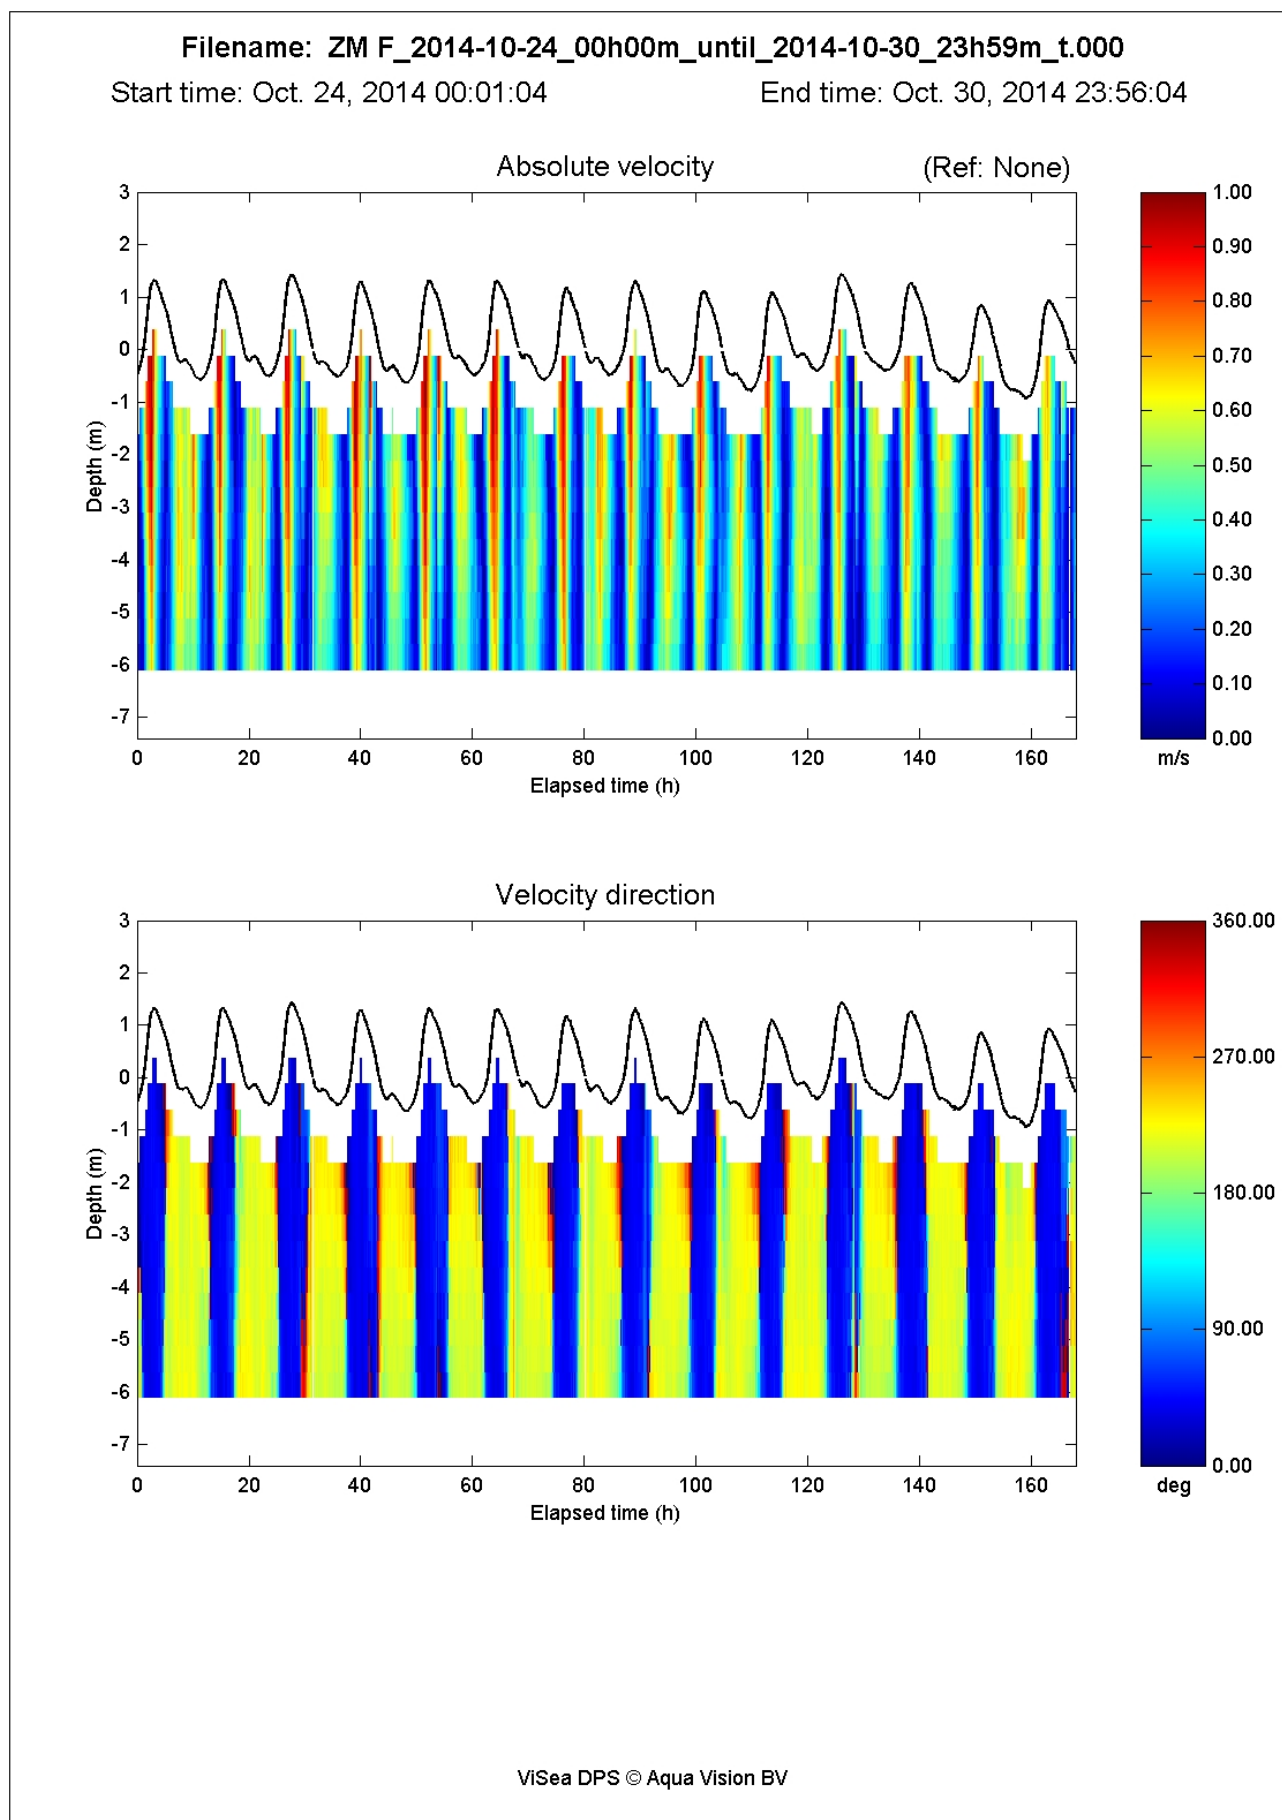 Filename: ZM F_2014-10-24_00h00m_until_2014-10-30_23h59m_t.000
Start time: Oct. 24, 2014 00:01:04 End time: Oct. 30, 2014 23:56:04
Absolute velocity (Ref: None)
3
2
1
0
-1
-2
-3
-4
-5
-6
-7
Depth (m)
0 20 40 60 80 100 120 140 160
Elapsed time (h)
1.00
0.90
0.80
0.70
0.60
0.50
0.40
0.30
0.20
0.10
0.00
m/s
Velocity direction
3
2
1
0
-1
-2
-3
-4
-5
-6
-7
Depth (m)
0 20 40 60 80 100 120 140 160
Elapsed time (h)
360.00
270.00
180.00
90.00
0.00
deg
ViSea DPS © Aqua Vision BV